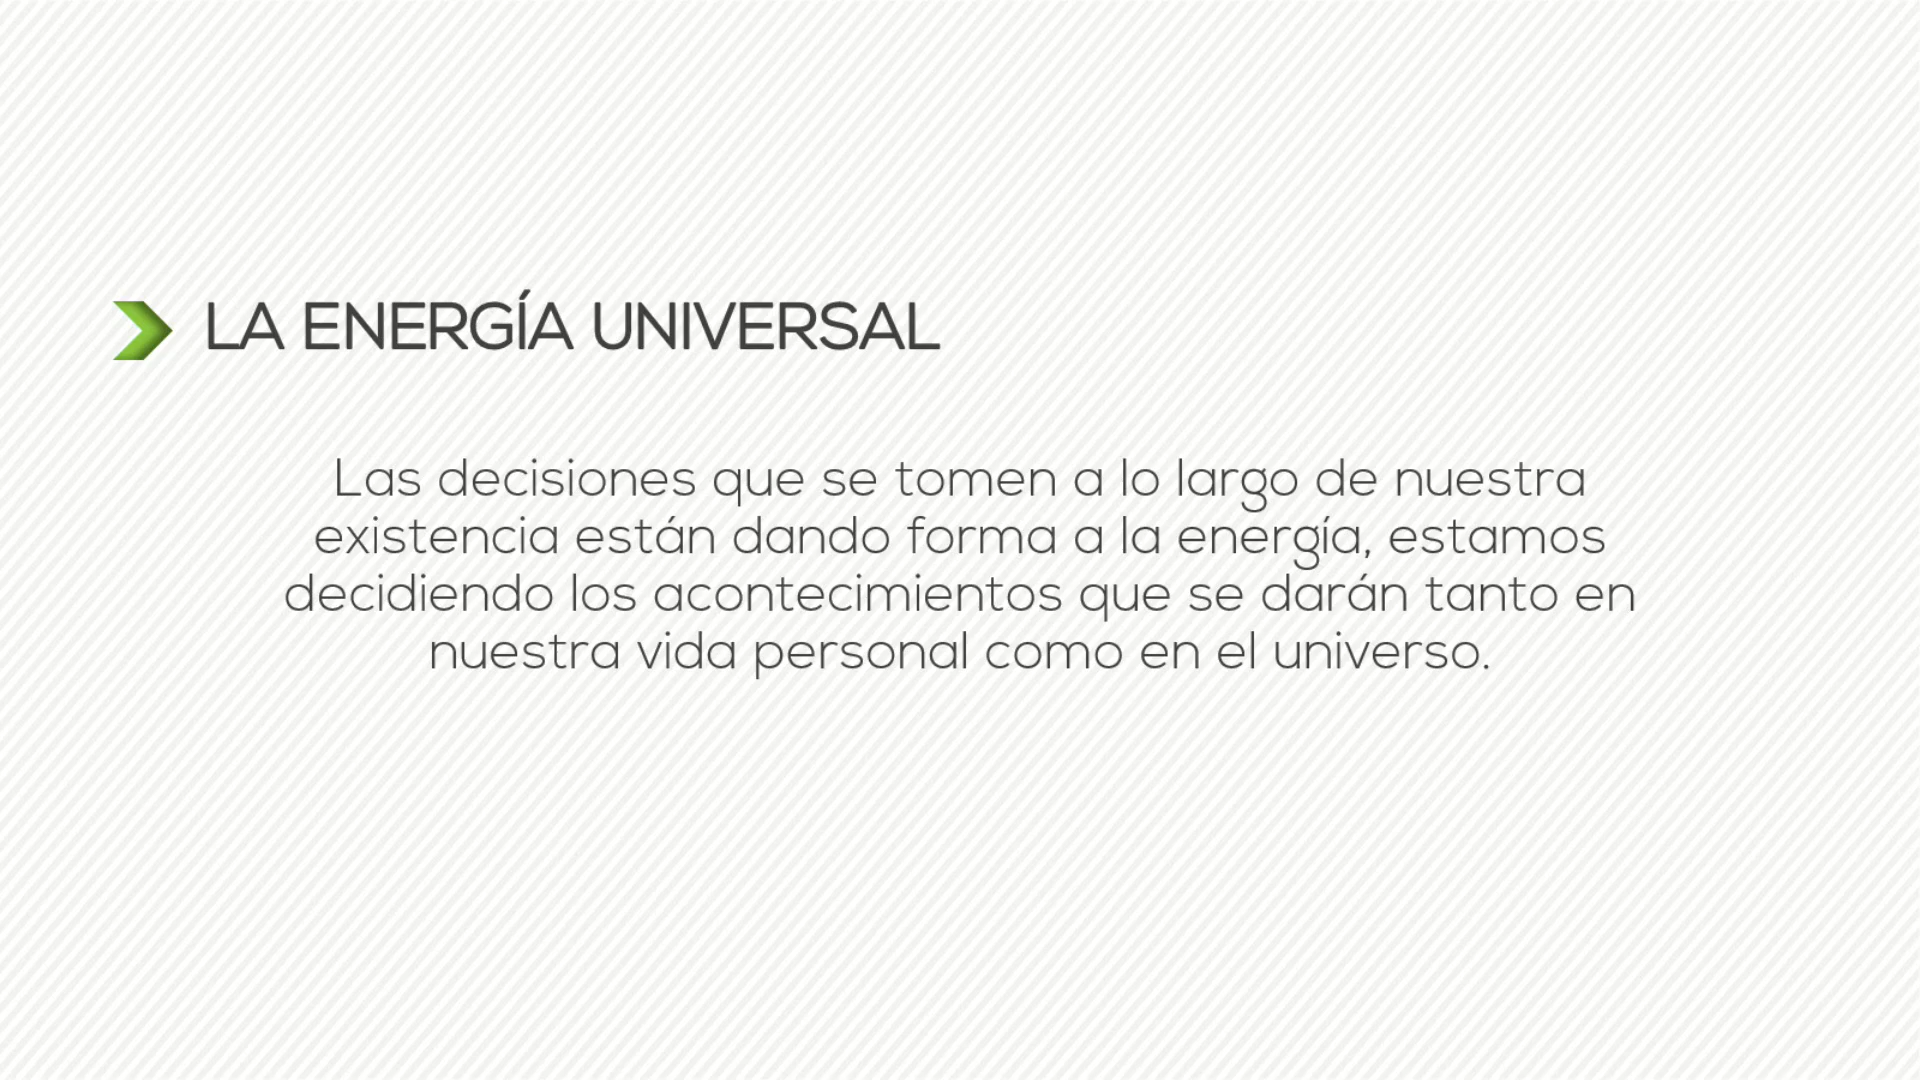 LA ENERGÍA UNIVERSAL
Las decisiones que se tomen a lo largo de nuestra
existencia están dando forma a la energía, estamos
decidiendo los acontecimientos que se darán tanto en
nuestra vida personal como en el universo.